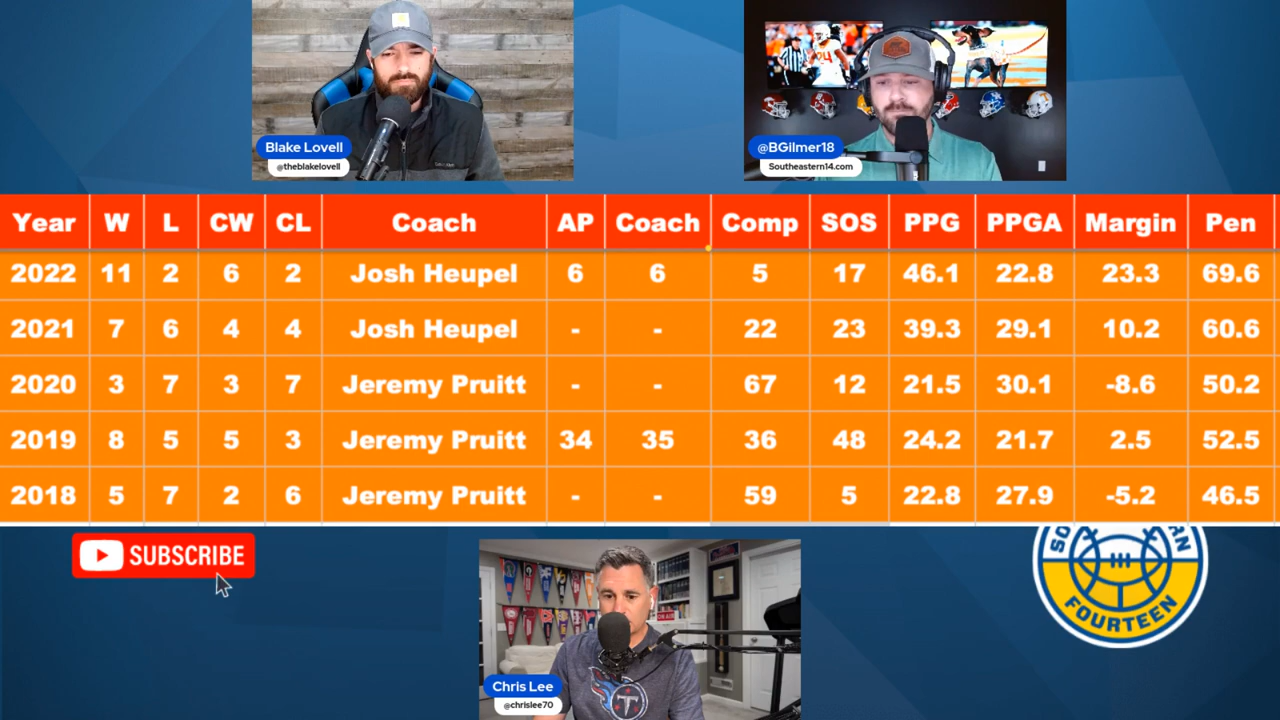 Blake Lovell
@theblakelovell
@BGilmer18
Southeastern14.com
Year W L CW CL Coach AP Coach Comp SOS PPG PPGA Margin Pen
2022 11 2 6 2 Josh Heupel 6 6 5 17 46.1 22.8 23.3 69.6
2021 7 6 4 4 Josh Heupel - - 22 23 39.3 29.1 10.2 60.6
2020 3 7 3 7 Jeremy Pruitt - - 67 12 21.5 30.1 -8.6 50.2
2019 8 5 5 3 Jeremy Pruitt 34 35 36 48 24.2 21.7 2.5 52.5
2018 5 7 2 6 Jeremy Pruitt - - 59 5 22.8 27.9 -5.2 46.5
SUBSCRIBE
FOURTEEN
ON AIR
Chris Lee
@chrislee70